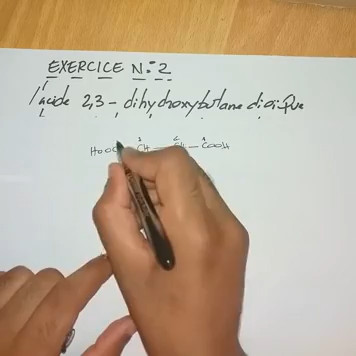 EXERCICE N°2
l'acide 2,3 - dihydroxybutane dioïque
HOOC CH — CH — COOH